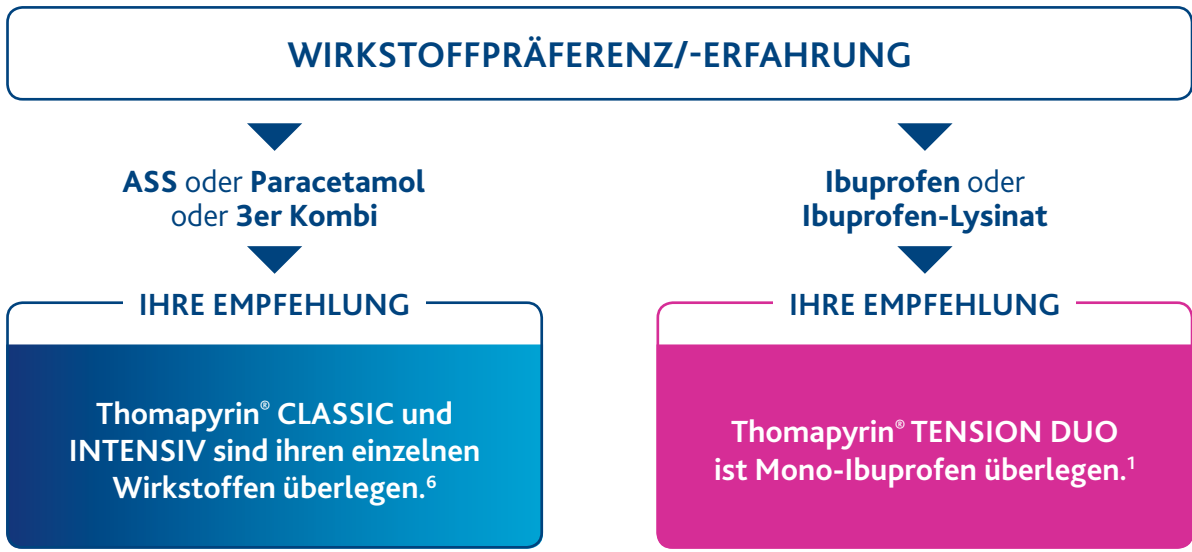 WIRKSTOFFPRÄFERENZ/-ERFAHRUNG
ASS oder Paracetamol
oder 3er Kombi
IHRE EMPFEHLUNG
Thomapyrin® CLASSIC und
INTENSIV sind ihren einzelnen
Wirkstoffen überlegen.⁶
Ibuprofen oder
Ibuprofen-Lysinat
IHRE EMPFEHLUNG
Thomapyrin® TENSION DUO
ist Mono-Ibuprofen überlegen.¹